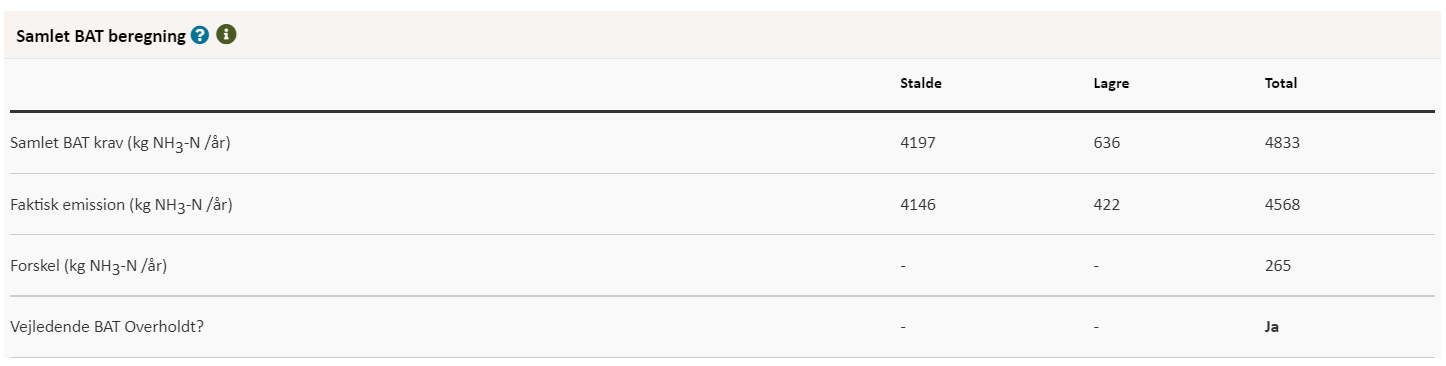 Samlet BAT beregning ? i
Stalde Lagre Total
Samlet BAT krav (kg NH3-N /år) 4197 636 4833
Faktisk emission (kg NH3-N /år) 4146 422 4568
Forskel (kg NH3-N /år) - - 265
Vejledende BAT Overholdt? - - Ja